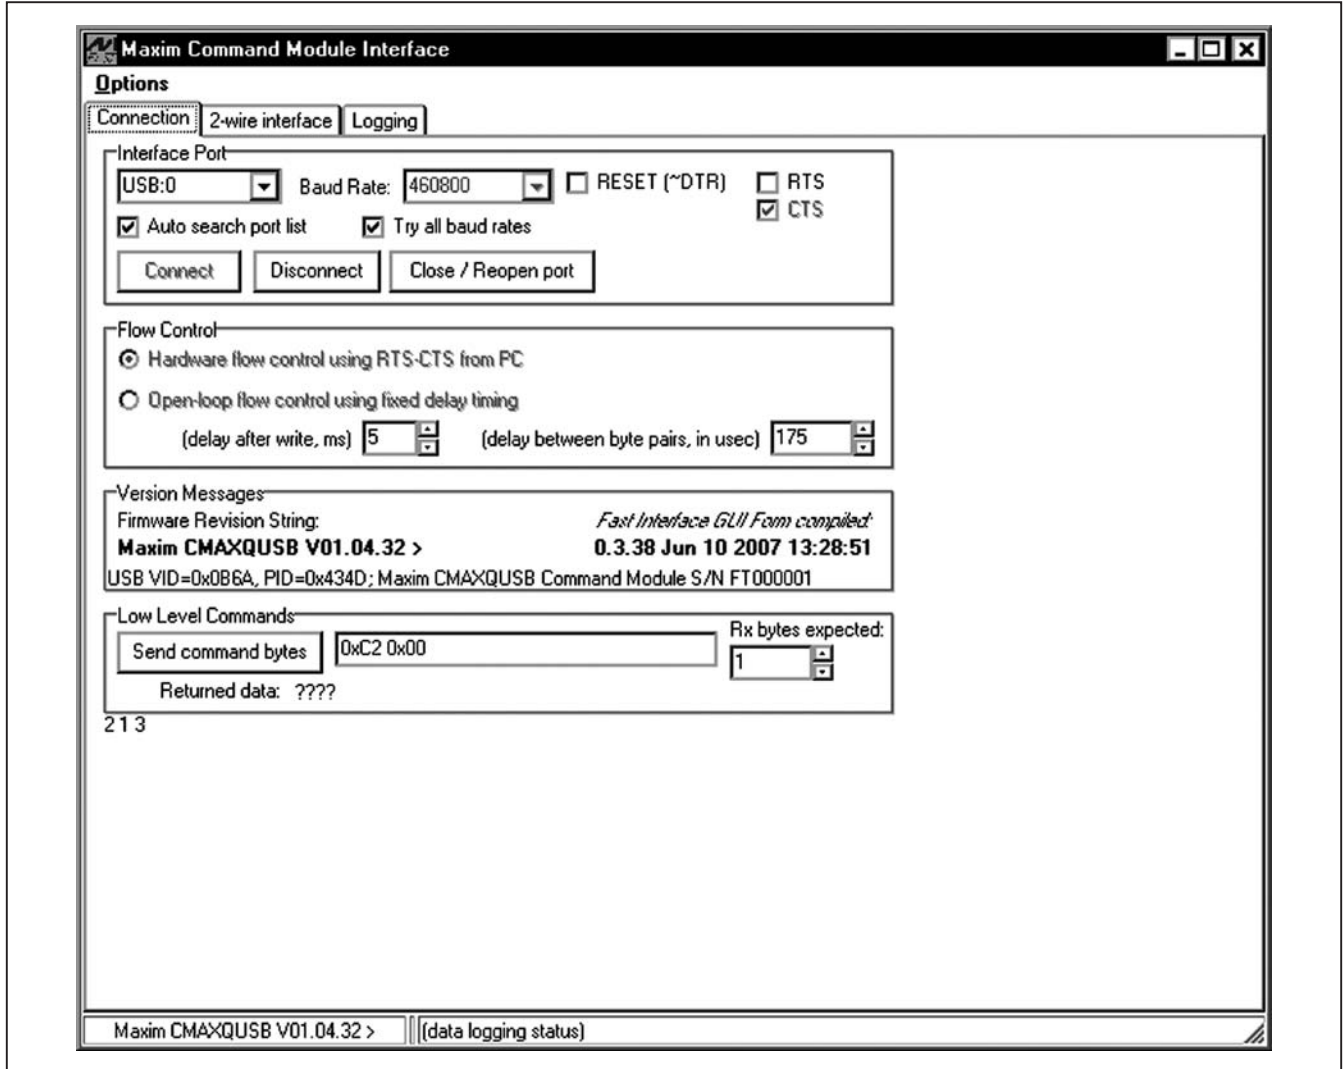 Maxim Command Module Interface
Options
Connection 2-wire interface Logging
Interface Port
USB:0 Baud Rate: 460800 RESET (~DTR) RTS
CTS
Auto search port list Try all baud rates
Connect Disconnect Close / Reopen port
Flow Control
Hardware flow control using RTS-CTS from PC
Open-loop flow control using fixed delay timing
(delay after write, ms) 5 (delay between byte pairs, in usec) 175
Version Messages
Firmware Revision String: Fast Interface GUI Form compiled:
Maxim CMAXQUSB V01.04.32 > 0.3.38 Jun 10 2007 13:28:51
USB VID=0x0B6A, PID=0x434D; Maxim CMAXQUSB Command Module S/N FT000001
Low Level Commands
Rx bytes expected:
Send command bytes 0xC2 0x00 1
Returned data: ????
2 1 3
Maxim CMAXQUSB V01.04.32 > (data logging status)